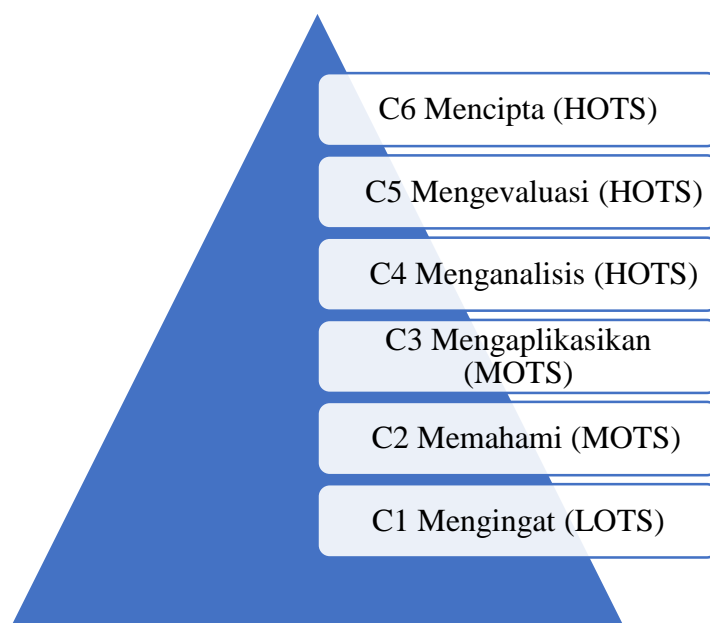 C6 Mencipta (HOTS)
C5 Mengevaluasi (HOTS)
C4 Menganalisis (HOTS)
C3 Mengaplikasikan
(MOTS)
C2 Memahami (MOTS)
C1 Mengingat (LOTS)